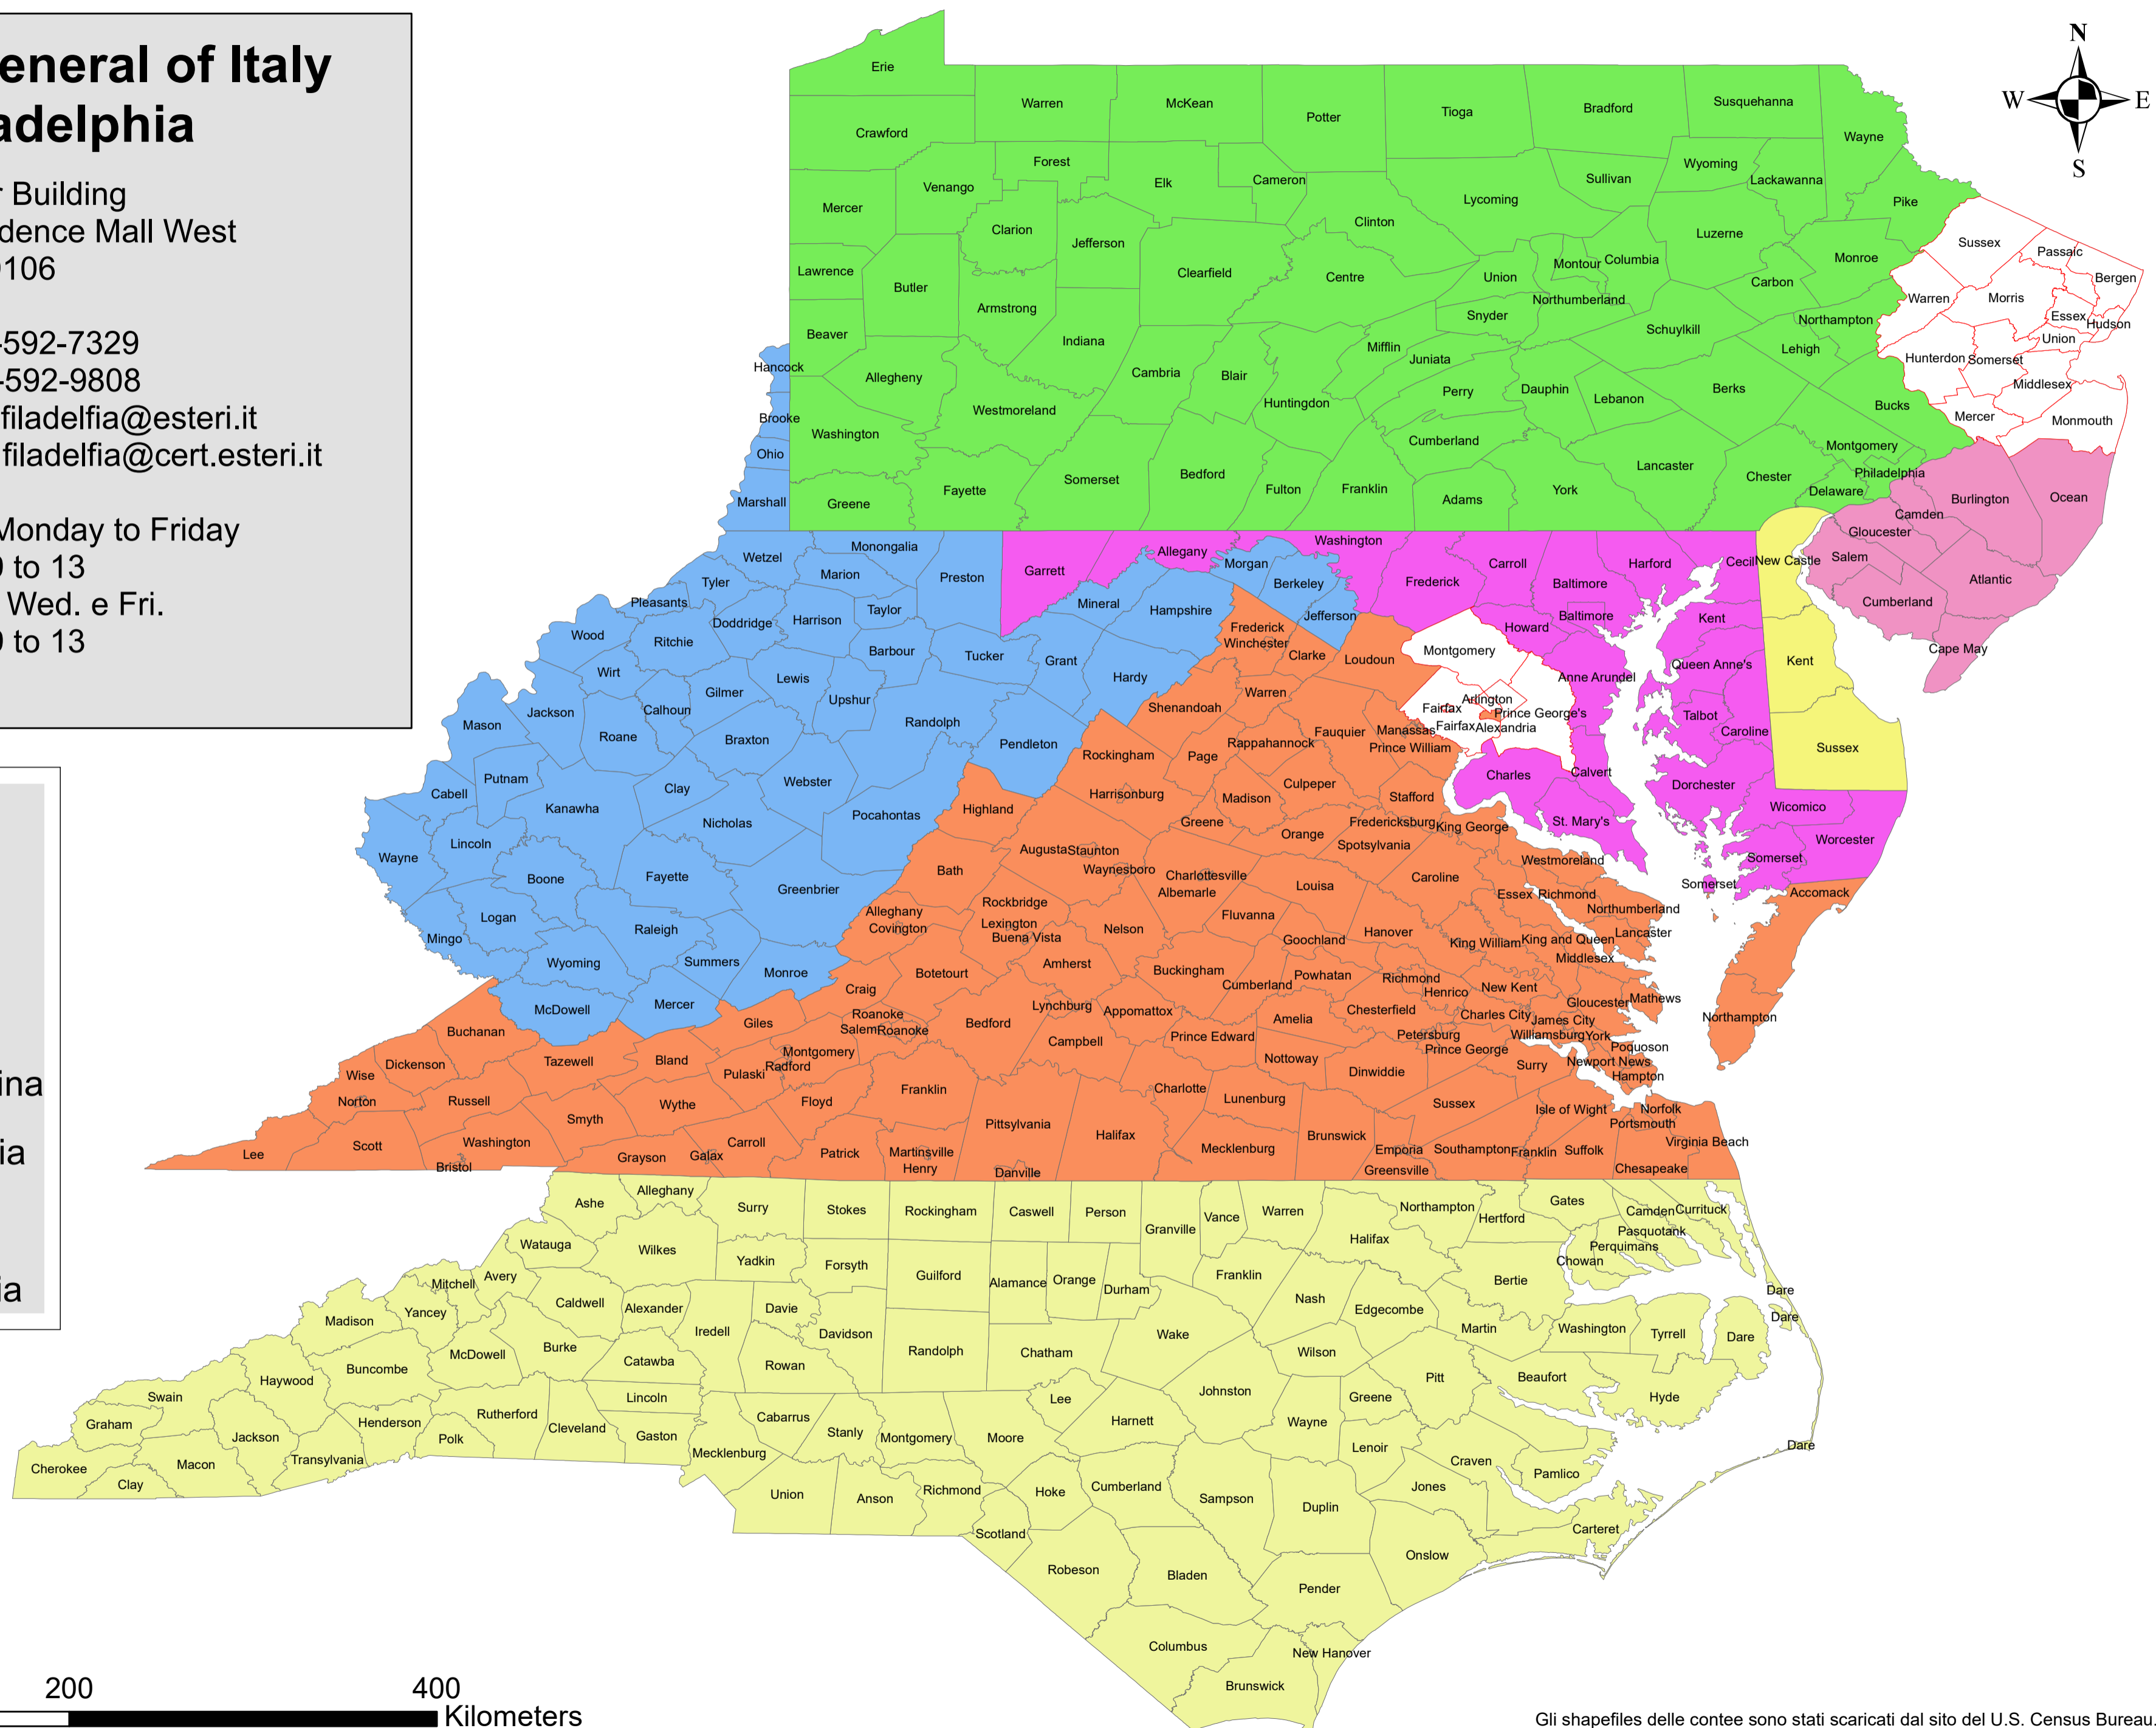 eneral of Italy
adelphia
r Building
dence Mall West
9106
-592-7329
-592-9808
filadelfia@esteri.it
filadelfia@cert.esteri.it
Monday to Friday
0 to 13
Wed. e Fri.
0 to 13
ina
ia
ia
200 400
Kilometers
N
W E
S
Erie
Warren McKean Potter Tioga Bradford Susquehanna
Crawford Wayne
Forest Wyoming
Venango Elk Cameron Sullivan Lackawanna
Mercer Lycoming Pike
Clarion Clinton
Jefferson Luzerne
Lawrence Clearfield Centre Union Montour Columbia Monroe
Butler Carbon
Armstrong Northumberland
Beaver Indiana Snyder Schuylkill Northampton
Mifflin Lehigh
Allegheny Cambria Blair Juniata
Westmoreland Huntingdon Perry Dauphin Lebanon Berks
Washington Cumberland Bucks
Montgomery
Greene Fayette Somerset Bedford Fulton Franklin Adams York Lancaster Chester Philadelphia
Delaware
Sussex Passaic
Bergen
Warren Morris
Essex Hudson
Union
Hunterdon Somerset
Middlesex
Mercer Monmouth
Burlington Ocean
Camden
Gloucester
Salem
Atlantic
Cumberland
Cape May
New Castle
Kent
Sussex
Garrett Allegany Washington Frederick Carroll Baltimore Harford Cecil
Baltimore
Howard Kent
Montgomery Queen Anne's
Anne Arundel
Prince George's Talbot
Caroline
Charles Calvert Dorchester
St. Mary's Wicomico
Worcester
Somerset
Somerset
Hancock
Brooke
Ohio
Marshall
Wetzel Monongalia
Marion Preston Morgan
Tyler Berkeley
Pleasants Taylor Mineral Hampshire Jefferson
Doddridge Harrison
Wood Ritchie
Barbour Tucker Grant
Wirt Lewis Hardy
Gilmer Upshur
Jackson Calhoun
Mason Randolph
Roane Braxton Pendleton
Putnam Webster
Cabell Clay
Kanawha Pocahontas
Nicholas
Lincoln
Wayne
Boone Fayette Greenbrier
Logan
Mingo Raleigh
Wyoming Summers Monroe
McDowell Mercer
Frederick
Winchester
Clarke Loudoun
Shenandoah Warren Arlington
Fairfax
Fairfax Alexandria
Rockingham Page Rappahannock Fauquier Manassas
Prince William
Harrisonburg Madison Culpeper Stafford
Highland Greene Orange Fredericksburg King George
Spotsylvania
Augusta Staunton
Bath Waynesboro Charlottesville
Albemarle Louisa Caroline Westmoreland
Rockbridge Essex Richmond
Alleghany Northumberland
Covington Lexington
Buena Vista Nelson Fluvanna Goochland Hanover Lancaster
King William King and Queen
Middlesex
Botetourt Amherst Buckingham Cumberland Powhatan Richmond
Henrico New Kent
Craig Gloucester Mathews
Roanoke Lynchburg Appomattox Amelia Chesterfield Charles City James City
Salem Roanoke Bedford
Giles Campbell Prince Edward Petersburg Williamsburg York
Prince George Poquoson
Newport News
Hampton
Accomack
Northampton
Buchanan Tazewell Bland Montgomery
Radford
Pulaski Nottoway Dinwiddie Surry
Dickenson
Wise Franklin Charlotte Lunenburg Sussex
Norton Russell Smyth Wythe Floyd Isle of Wight Norfolk
Portsmouth
Scott Washington Carroll Pittsylvania Halifax Brunswick Virginia Beach
Lee Bristol Grayson Galax Patrick Martinsville
Henry Danville Mecklenburg Emporia
Greensville Southampton Franklin Suffolk Chesapeake
Ashe Alleghany Surry Stokes Rockingham Caswell Person Granville Vance Warren Northampton Hertford Gates Camden Currituck
Pasquotank
Watauga Wilkes Yadkin Halifax Perquimans
Forsyth Guilford Chowan
Avery Alamance Orange Durham Franklin Bertie
Mitchell Dare
Yancey Caldwell Alexander Davie Nash Edgecombe Dare
Madison Iredell Davidson Wake Martin Washington Tyrrell Dare
McDowell Burke Randolph Chatham Wilson
Buncombe Catawba Rowan Pitt Beaufort
Haywood
Swain Lincoln Lee Johnston Greene Hyde
Graham Henderson Rutherford Cleveland Cabarrus Harnett Wayne
Jackson Polk Gaston Stanly Montgomery Moore
Transylvania Mecklenburg Lenoir Craven Dare
Cherokee Macon Pamlico
Clay Union Anson Richmond Hoke Cumberland Sampson Duplin Jones
Scotland Carteret
Robeson Bladen Onslow
Pender
Columbus New Hanover
Brunswick
Gli shapefiles delle contee sono stati scaricati dal sito del U.S. Census Bureau.